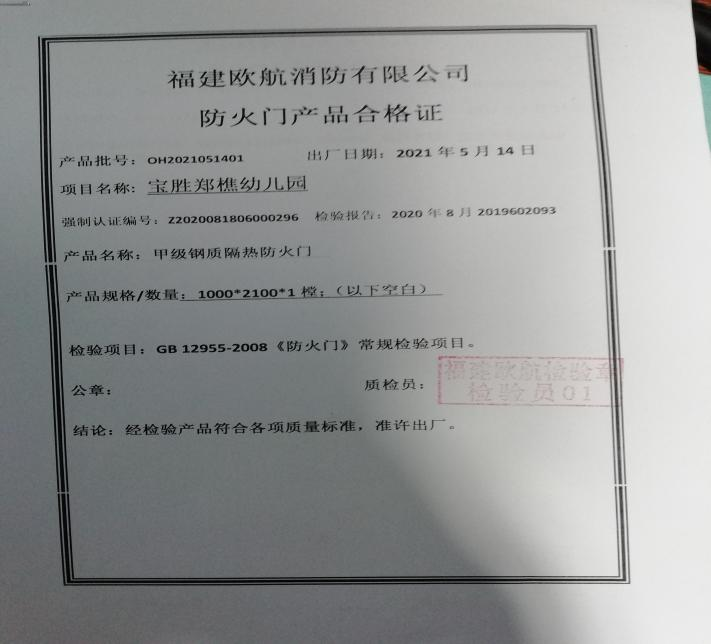 福建欧航消防有限公司
防火门产品合格证
产品批号：OH2021051401 出厂日期：2021 年 5 月 14 日
项目名称：宝胜郑樵幼儿园
强制认证编号：Z2020081806000296 检验报告：2020 年 8 月 2019602093
产品名称：甲级钢质隔热防火门
产品规格/数量：1000*2100*1 樘；（以下空白）
检验项目：GB 12955-2008《防火门》常规检验项目。
公章： 质检员：
福建欧航检验章
检验员01
结论：经检验产品符合各项质量标准，准许出厂。